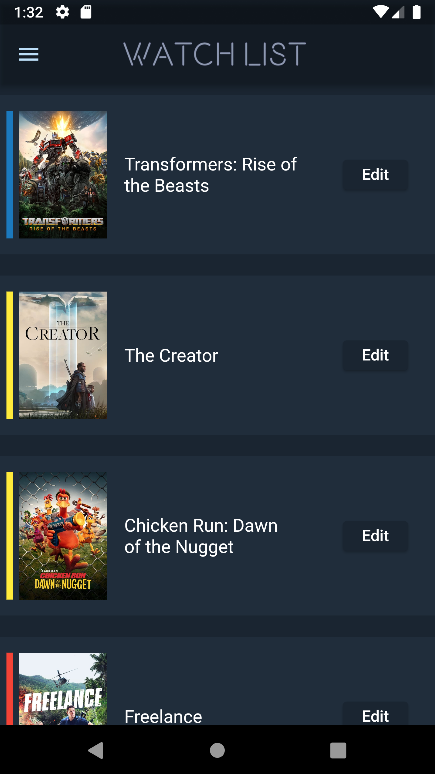 1:32
WATCH LIST
TRANSFORMERS
RISE OF THE BEASTS
Transformers: Rise of
the Beasts
Edit
THE
CREATOR
The Creator
Edit
CHICKEN RUN:
DAWN OF THE NUGGET
Chicken Run: Dawn
of the Nugget
Edit
FREELANCE
Freelance
Edit